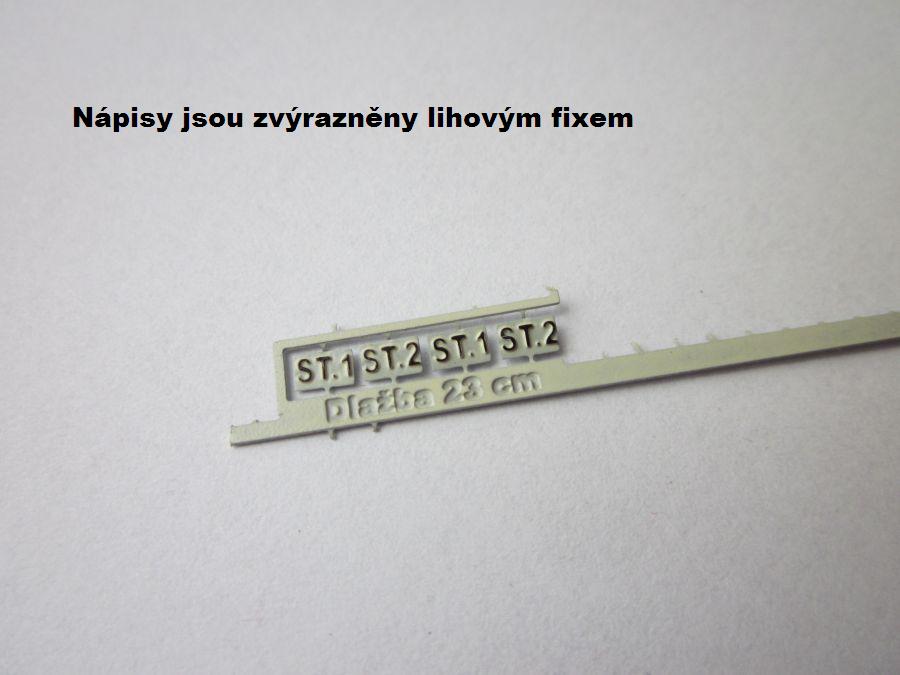 Nápisy jsou zvýrazněny lihovým fixem
ST.1 ST.2 ST.1 ST.2
Dlažba 23 cm